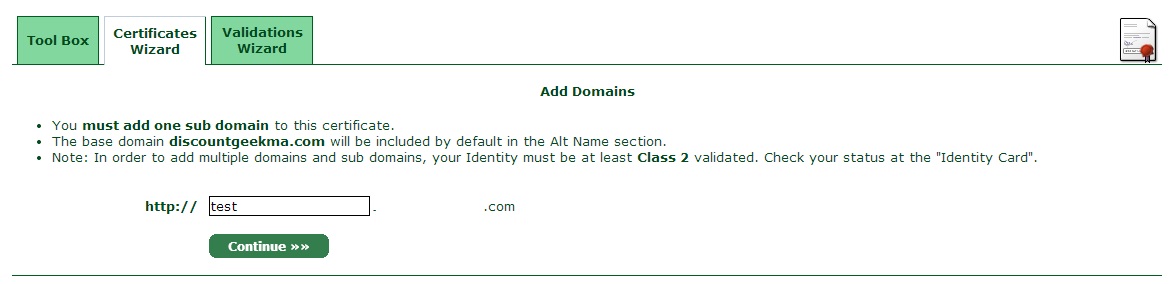 Tool Box
Certificates
Wizard
Validations
Wizard
Add Domains
• You must add one sub domain to this certificate.
• The base domain discountgeekma.com will be included by default in the Alt Name section.
• Note: In order to add multiple domains and sub domains, your Identity must be at least Class 2 validated. Check your status at the "Identity Card".
http:// test . .com
Continue »»